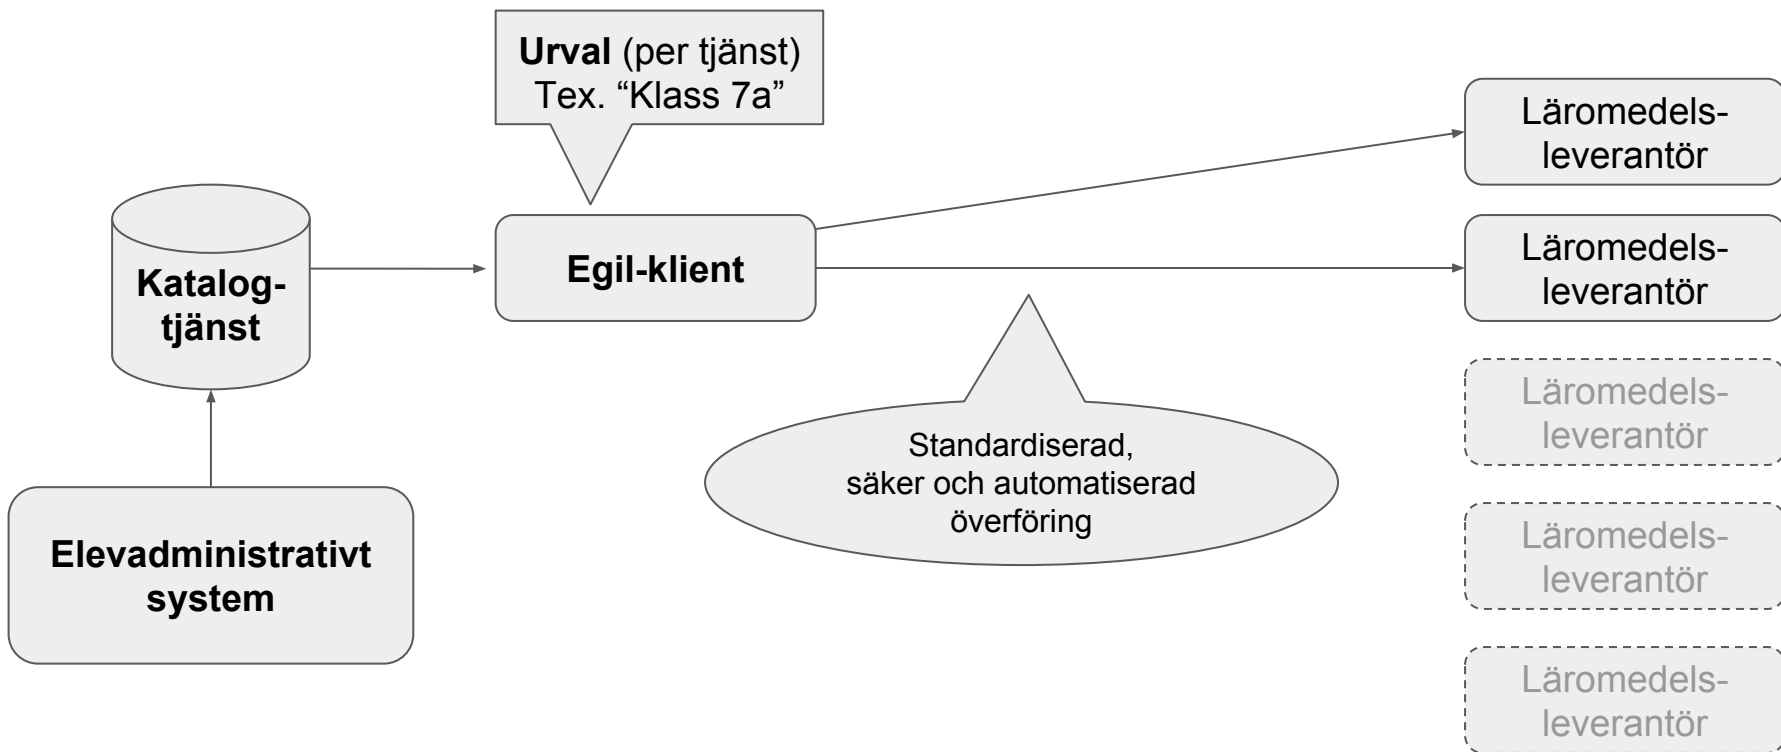 Urval (per tjänst)
Tex. “Klass 7a”
Läromedels-
leverantör
Katalog-
tjänst
Egil-klient
Läromedels-
leverantör
Läromedels-
leverantör
Standardiserad,
säker och automatiserad
överföring
Elevadministrativt
system
Läromedels-
leverantör
Läromedels-
leverantör